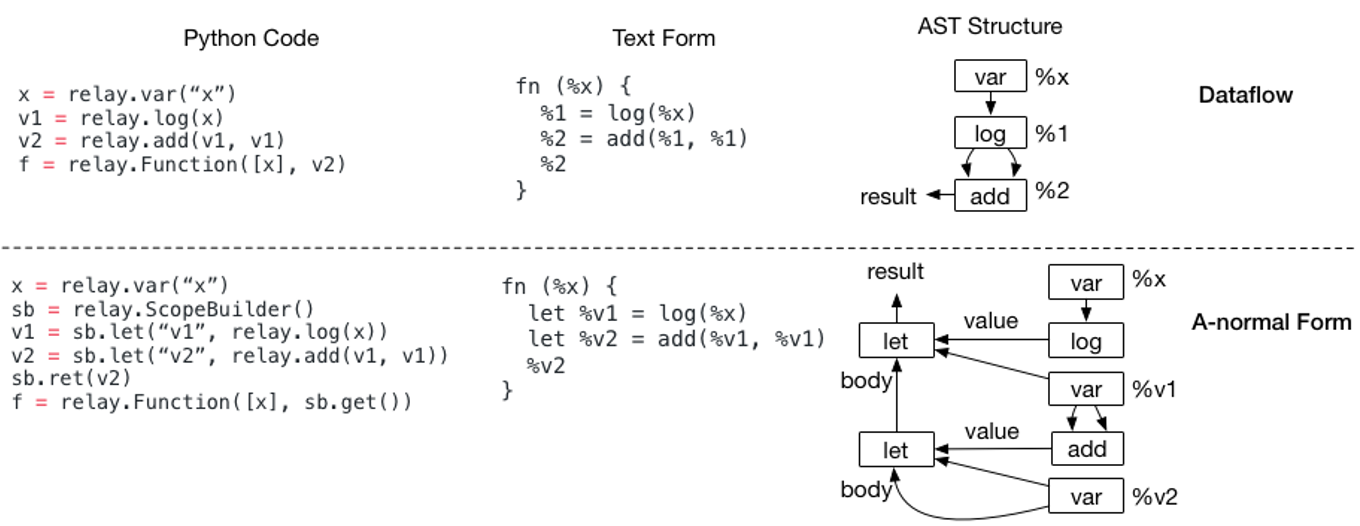 Python Code
Text Form
AST Structure
x = relay.var(“x”)
v1 = relay.log(x)
v2 = relay.add(v1, v1)
f = relay.Function([x], v2)
fn (%x) {
%1 = log(%x)
%2 = add(%1, %1)
%2
}
var %x
log %1
add %2
result
Dataflow
x = relay.var(“x”)
sb = relay.ScopeBuilder()
v1 = sb.let(“v1”, relay.log(x))
v2 = sb.let(“v2”, relay.add(v1, v1))
sb.ret(v2)
f = relay.Function([x], sb.get())
fn (%x) {
let %v1 = log(%x)
let %v2 = add(%v1, %v1)
%v2
}
result
var %x
let value log
body
var %v1
let value add
body
var %v2
A-normal Form